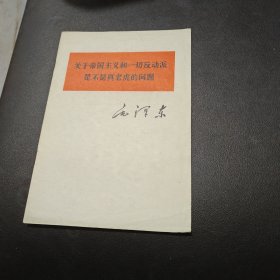 关于帝国主义和一切反动派
是不是真老虎的问题
毛泽东